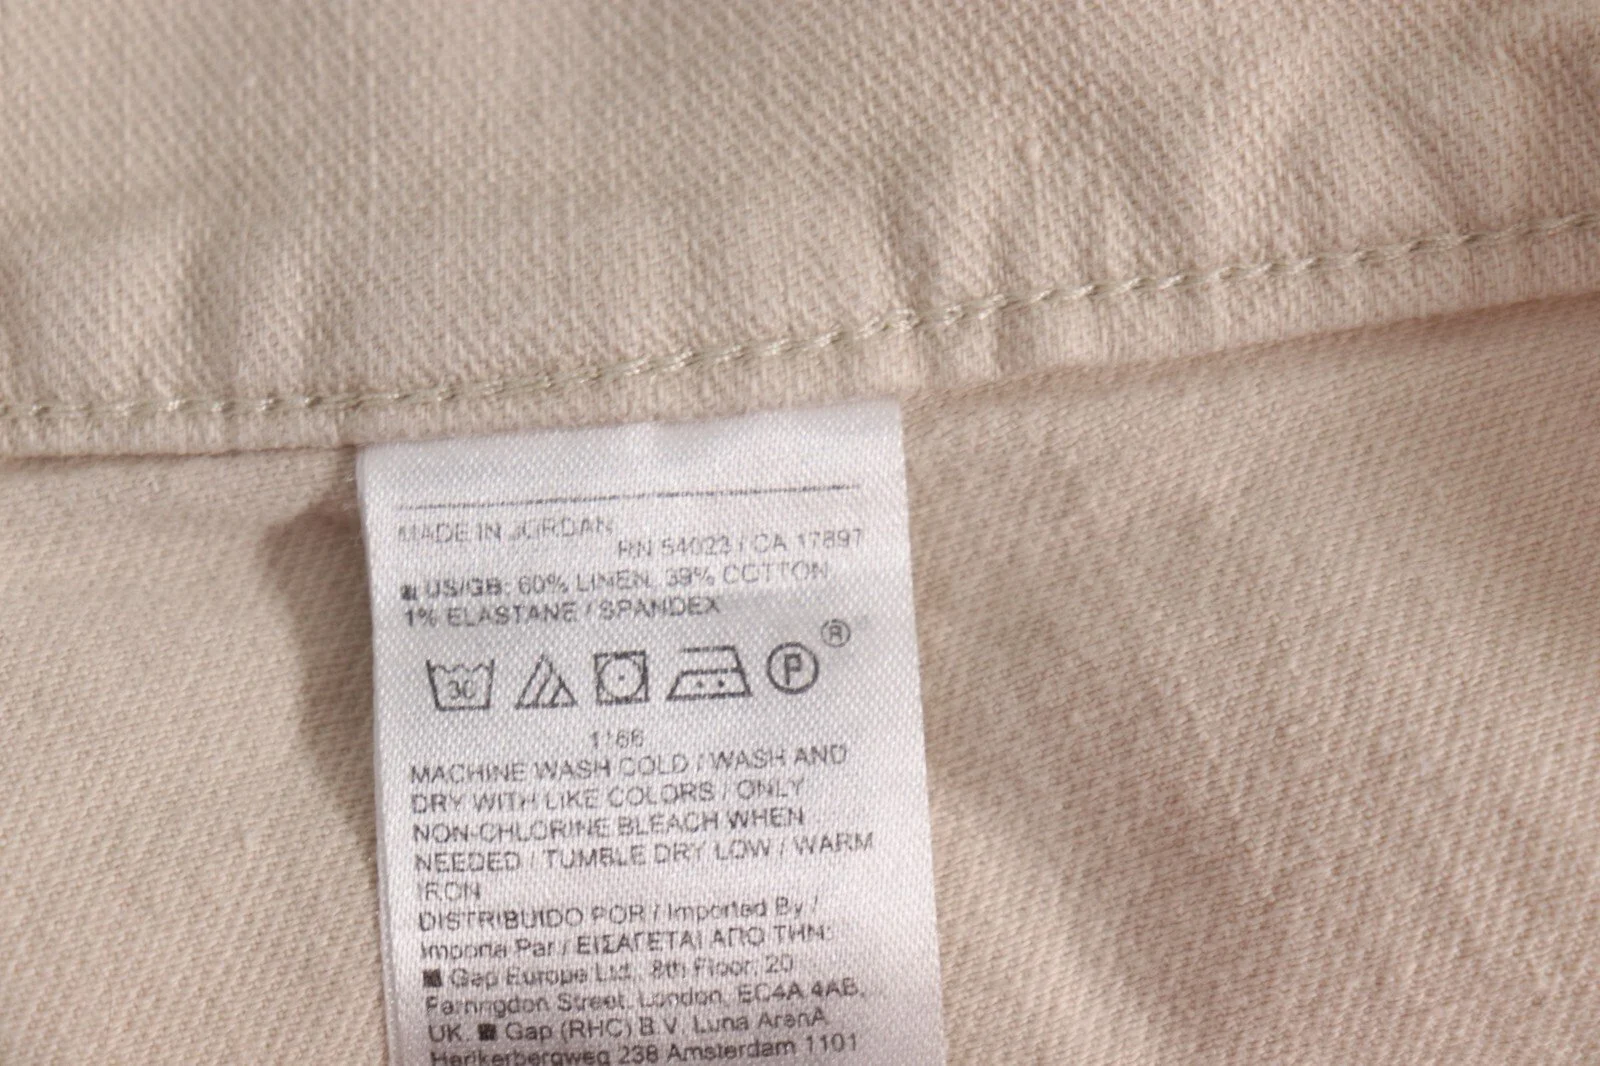 MADE IN JORDAN
RN 54023 / CA 17897
US/GB: 60% LINEN, 39% COTTON
1% ELASTANE / SPANDEX
30 P ®
1166
MACHINE WASH COLD / WASH AND
DRY WITH LIKE COLORS / ONLY
NON-CHLORINE BLEACH WHEN
NEEDED / TUMBLE DRY LOW / WARM
IRON
DISTRIBUIDO POR / Imported By /
Importé Par / ΕΙΣΑΓΕΤΑΙ ΑΠΟ ΤΗΝ:
Gap Europe Ltd., 8th Floor, 20
Farringdon Street, London, EC4A 4AB,
UK. Gap (RHC) B.V. Luna ArenA
Herikerbergweg 238 Amsterdam 1101